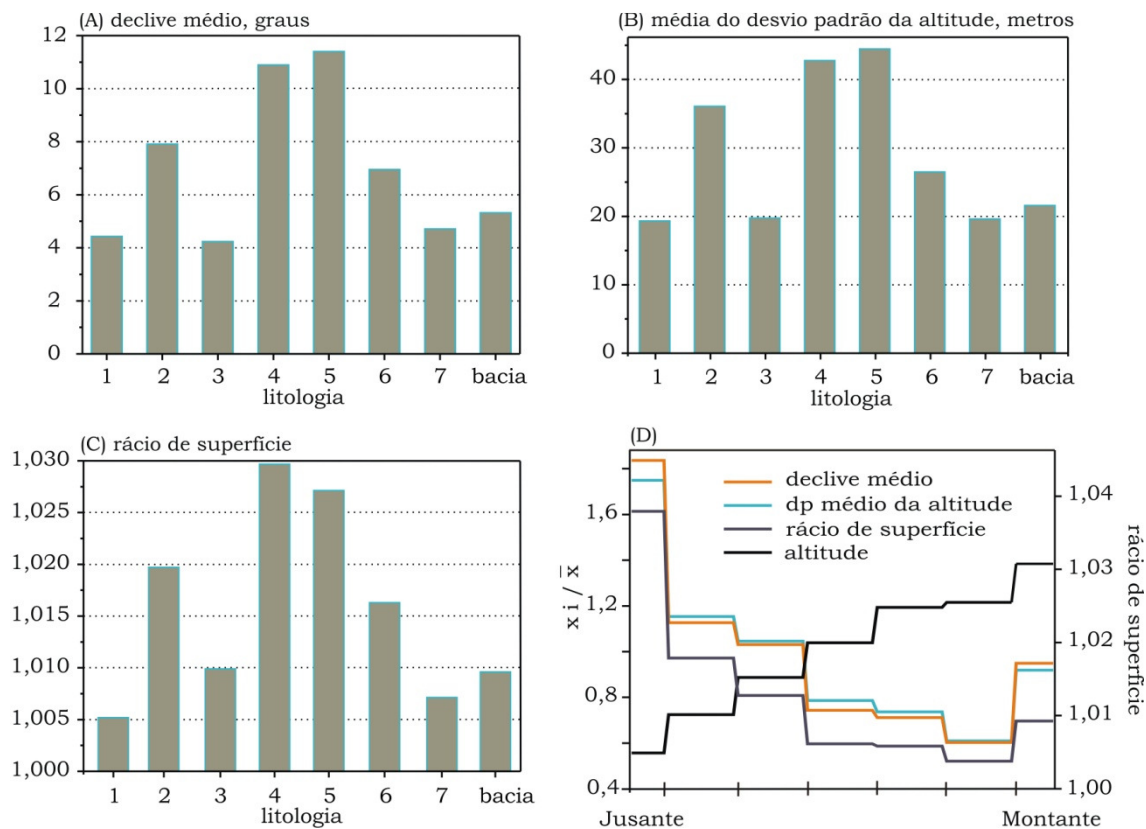 (A) declive médio, graus
12
10
8
6
4
2
0
1 2 3 4 5 6 7 bacia
litologia
(B) média do desvio padrão da altitude, metros
40
30
20
10
0
1 2 3 4 5 6 7 bacia
litologia
(C) rácio de superfície
1,030
1,025
1,020
1,015
1,010
1,005
1,000
1 2 3 4 5 6 7 bacia
litologia
(D)
declive médio
dp médio da altitude
rácio de superfície
altitude
1,6
1,2
0,8
0,4
x i / x̄
1,04
1,03
1,02
1,01
1,00
rácio de superfície
Jusante Montante